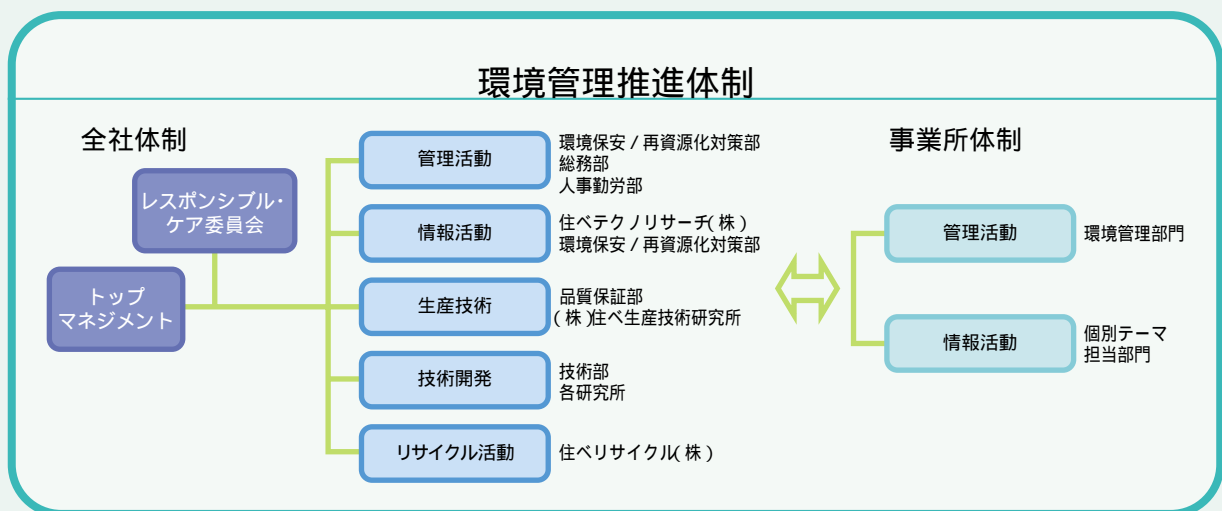 環境管理推進体制
全社体制
レスポンシブル・
ケア委員会
トップ
マネジメント
管理活動
環境保安 / 再資源化対策部
総務部
人事勤労部
情報活動
住ベテクノリサーチ(株)
環境保安 / 再資源化対策部
生産技術
品質保証部
(株)住ベ生産技術研究所
技術開発
技術部
各研究所
リサイクル活動
住ベリサイクル(株)
事業所体制
管理活動
環境管理部門
情報活動
個別テーマ
担当部門